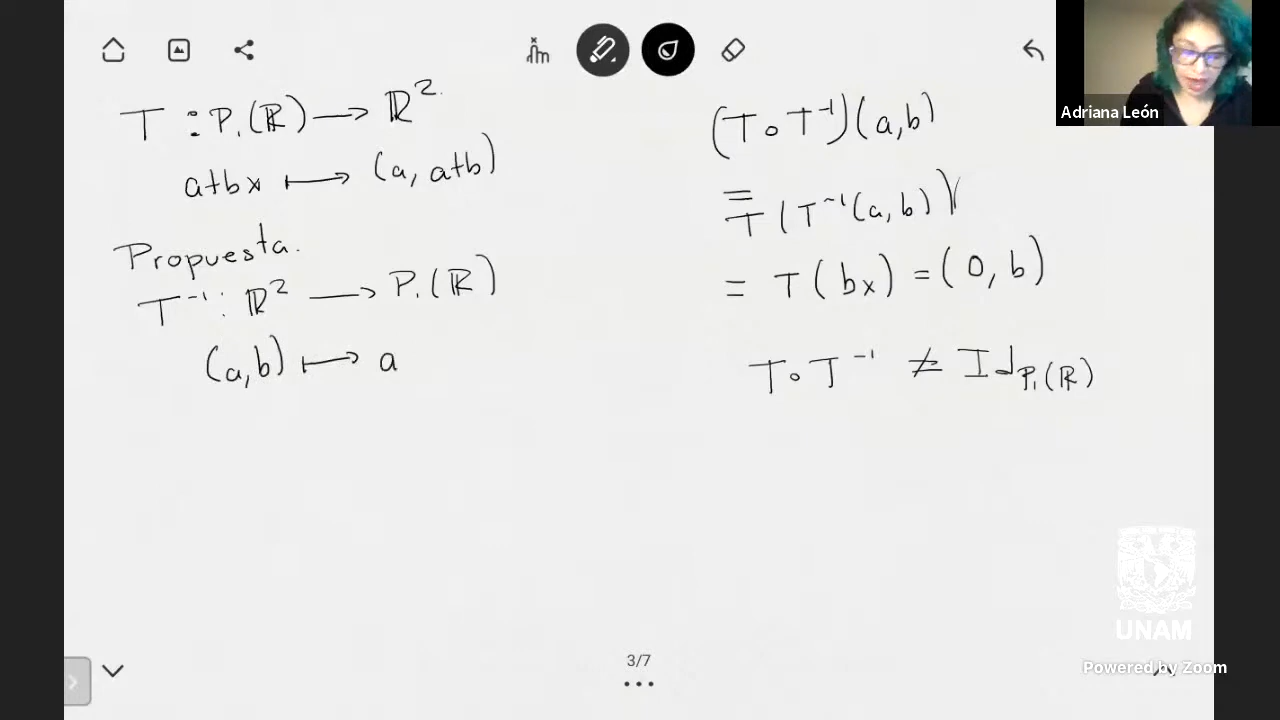 T : P₁(ℝ) ⟶ ℝ²
a+bx ⟼ (a, a+b)
Propuesta.
T⁻¹ : ℝ² ⟶ P₁(ℝ)
(a,b) ⟼ a
(T∘T⁻¹)(a,b)
= T(T⁻¹(a,b))(
= T(bx) = (0, b)
T∘T⁻¹ ≠ Id P₁(ℝ)
Adriana León
UNAM
Powered by Zoom
3/7